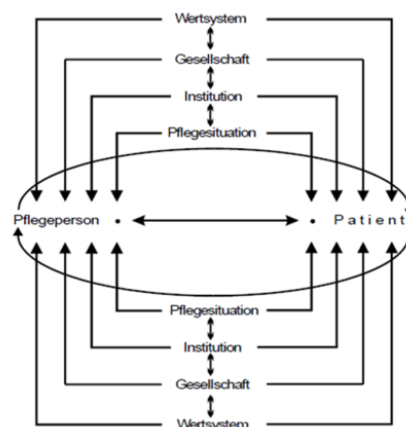 Wertsystem
Gesellschaft
Institution
Pflegesituation
Pflegeperson Patient
Pflegesituation
Institution
Gesellschaft
Wertsystem